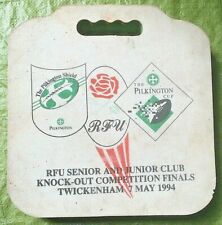 The Pilkington Shield
PILKINGTON
RFU
THE
PILKINGTON
CUP
RFU SENIOR AND JUNIOR CLUB
KNOCK-OUT COMPETITION FINALS
TWICKENHAM 7 MAY 1994